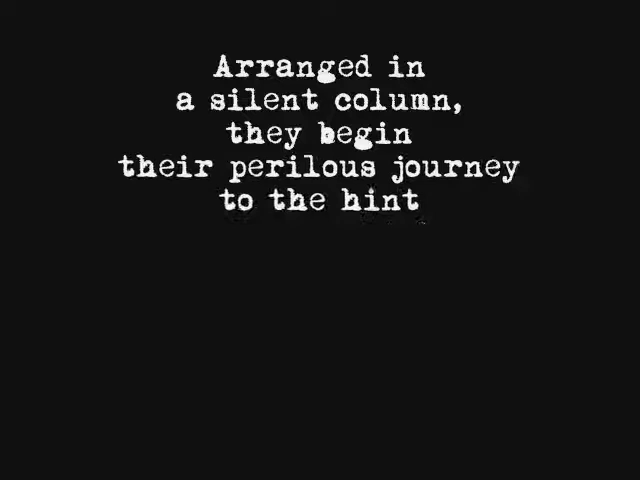 Arranged in
a silent column,
they begin
their perilous journey
to the hint